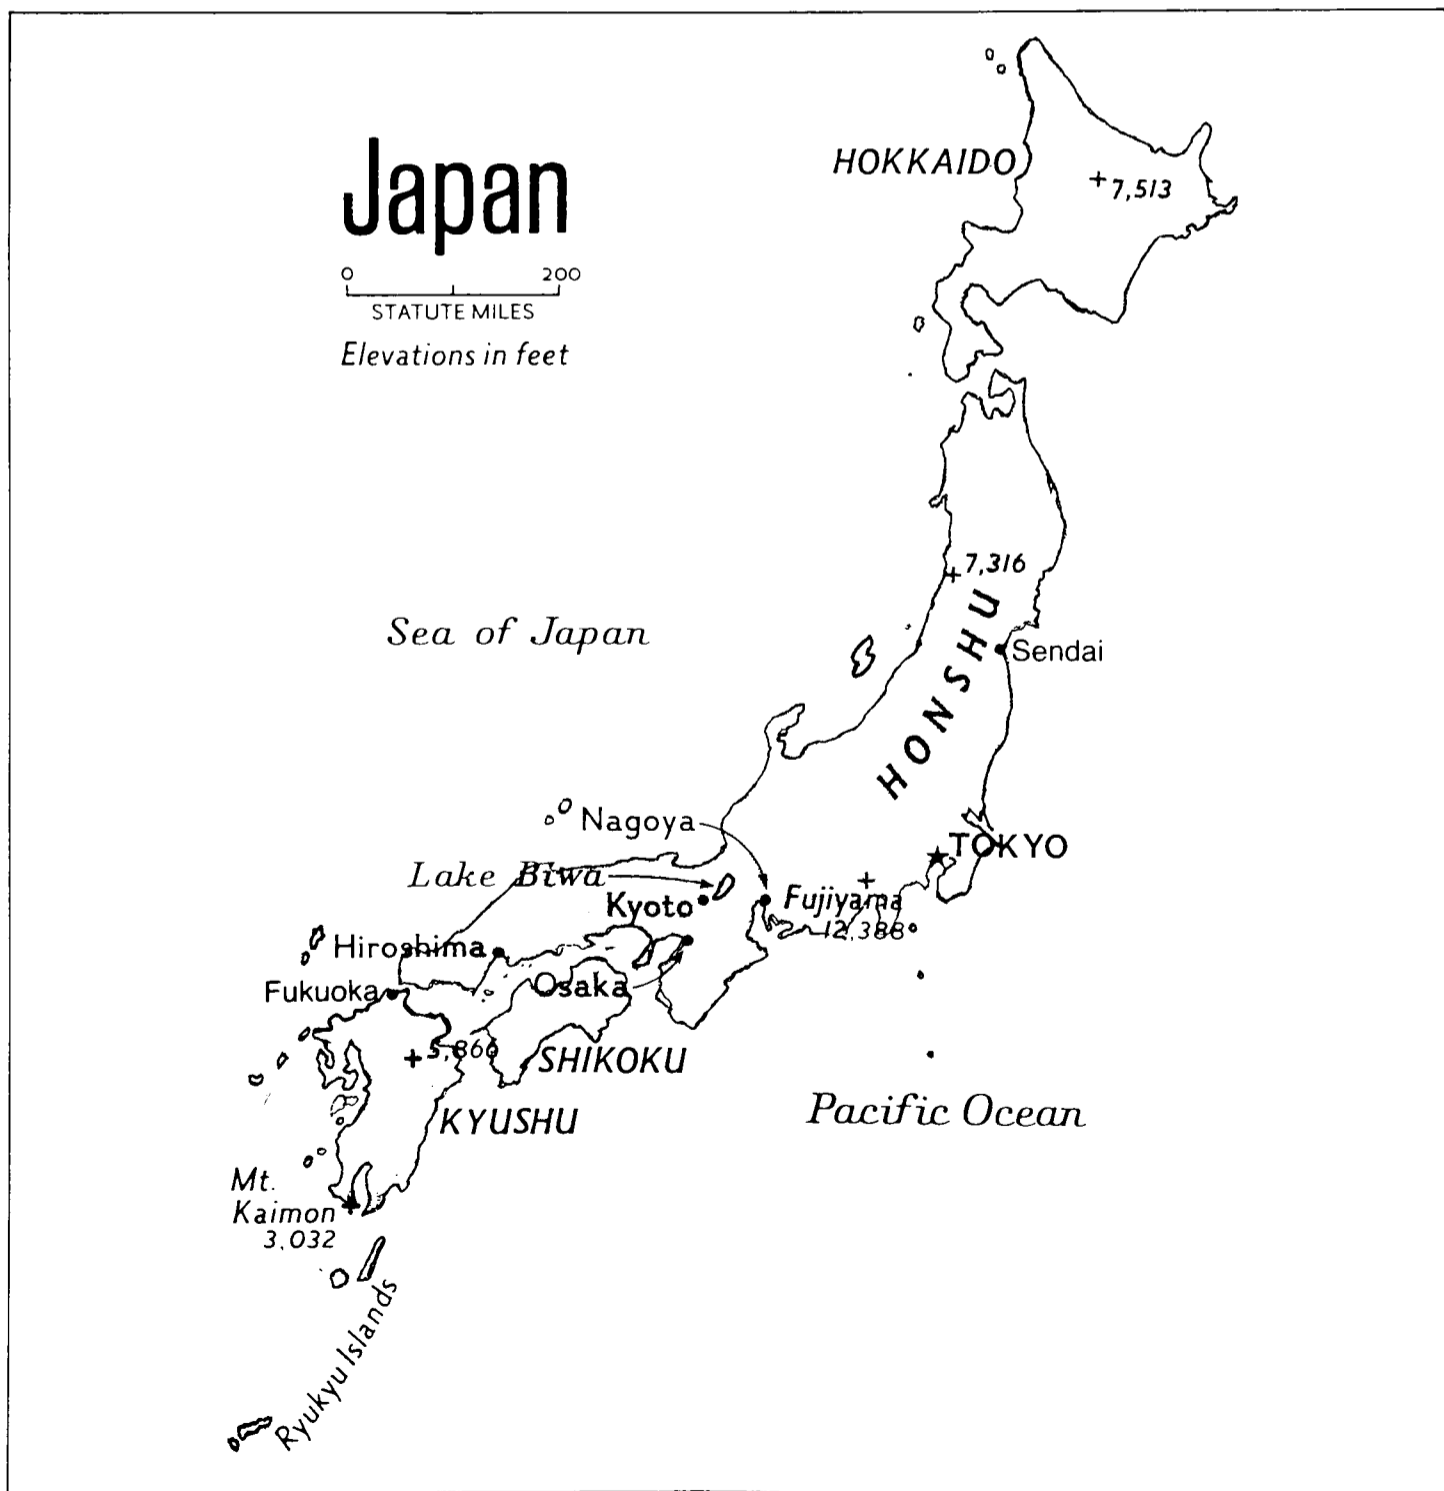 Japan
0 200
STATUTE MILES
Elevations in feet
HOKKAIDO
+7,513
+7,316
HONSHU
Sea of Japan
Sendai
Nagoya
TOKYO
Lake Biwa
Kyoto
Fujiyama
12,388
Hiroshima
Osaka
Fukuoka
+5,866
SHIKOKU
KYUSHU
Pacific Ocean
Mt.
Kaimon
3,032
Ryukyu Islands